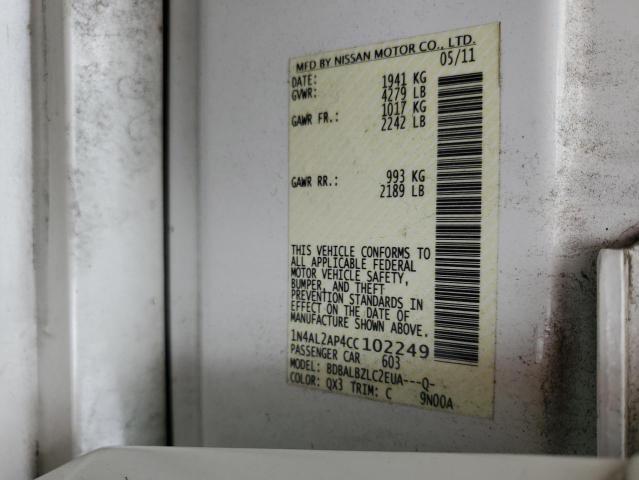 MFD BY NISSAN MOTOR CO., LTD.
DATE: 05/11
GVWR: 1941 KG
4279 LB
GAWR FR.: 1017 KG
2242 LB
GAWR RR.: 993 KG
2189 LB
THIS VEHICLE CONFORMS TO
ALL APPLICABLE FEDERAL
MOTOR VEHICLE SAFETY,
BUMPER, AND THEFT
PREVENTION STANDARDS IN
EFFECT ON THE DATE OF
MANUFACTURE SHOWN ABOVE.
1N4AL2AP4CC102249
PASSENGER CAR 603
MODEL: BDBALBZLC2EUA---Q-
COLOR: QX3 TRIM: C 9N00A